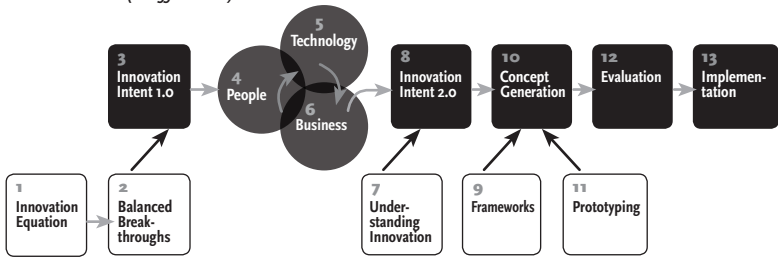 3
Innovation
Intent 1.0
4
People
5
Technology
6
Business
8
Innovation
Intent 2.0
10
Concept
Generation
12
Evaluation
13
Implemen-
tation
1
Innovation
Equation
2
Balanced
Break-
throughs
7
Under-
standing
Innovation
9
Frameworks
11
Prototyping